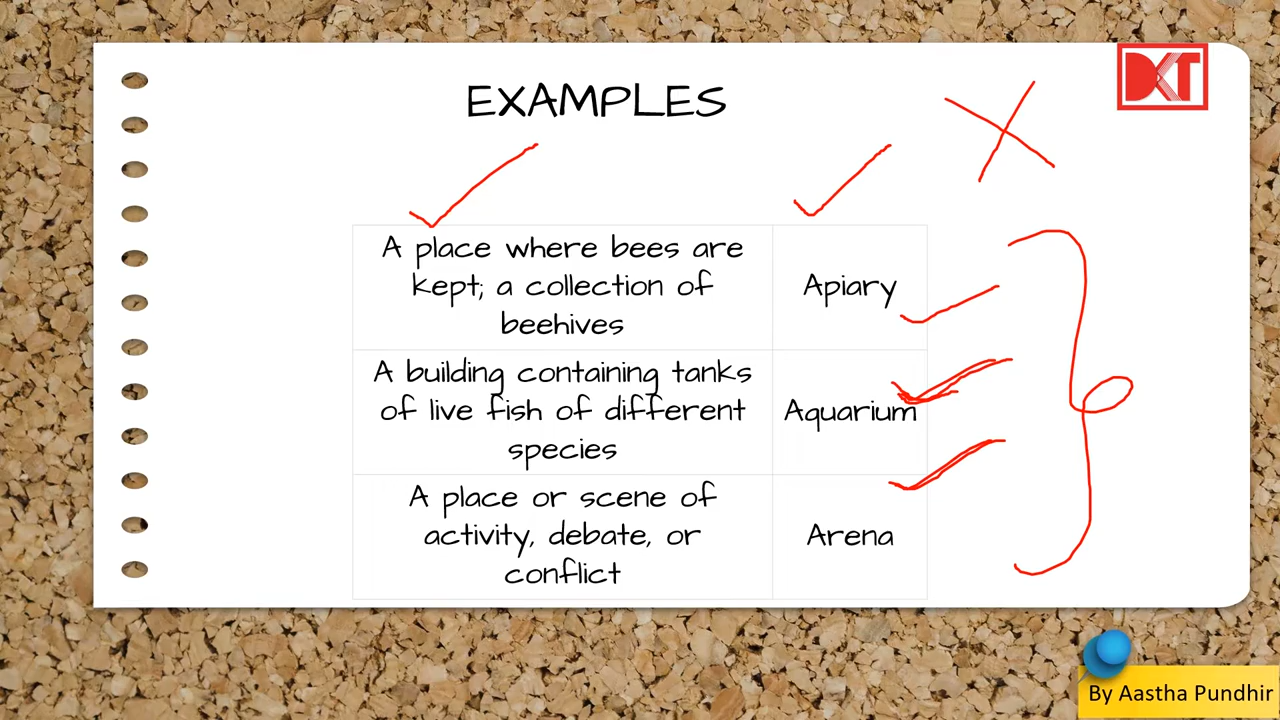 EXAMPLES
DKT
A place where bees are
kept; a collection of
beehives
Apiary
A building containing tanks
of live fish of different
species
Aquarium
A place or scene of
activity, debate, or
conflict
Arena
By Aastha Pundhir